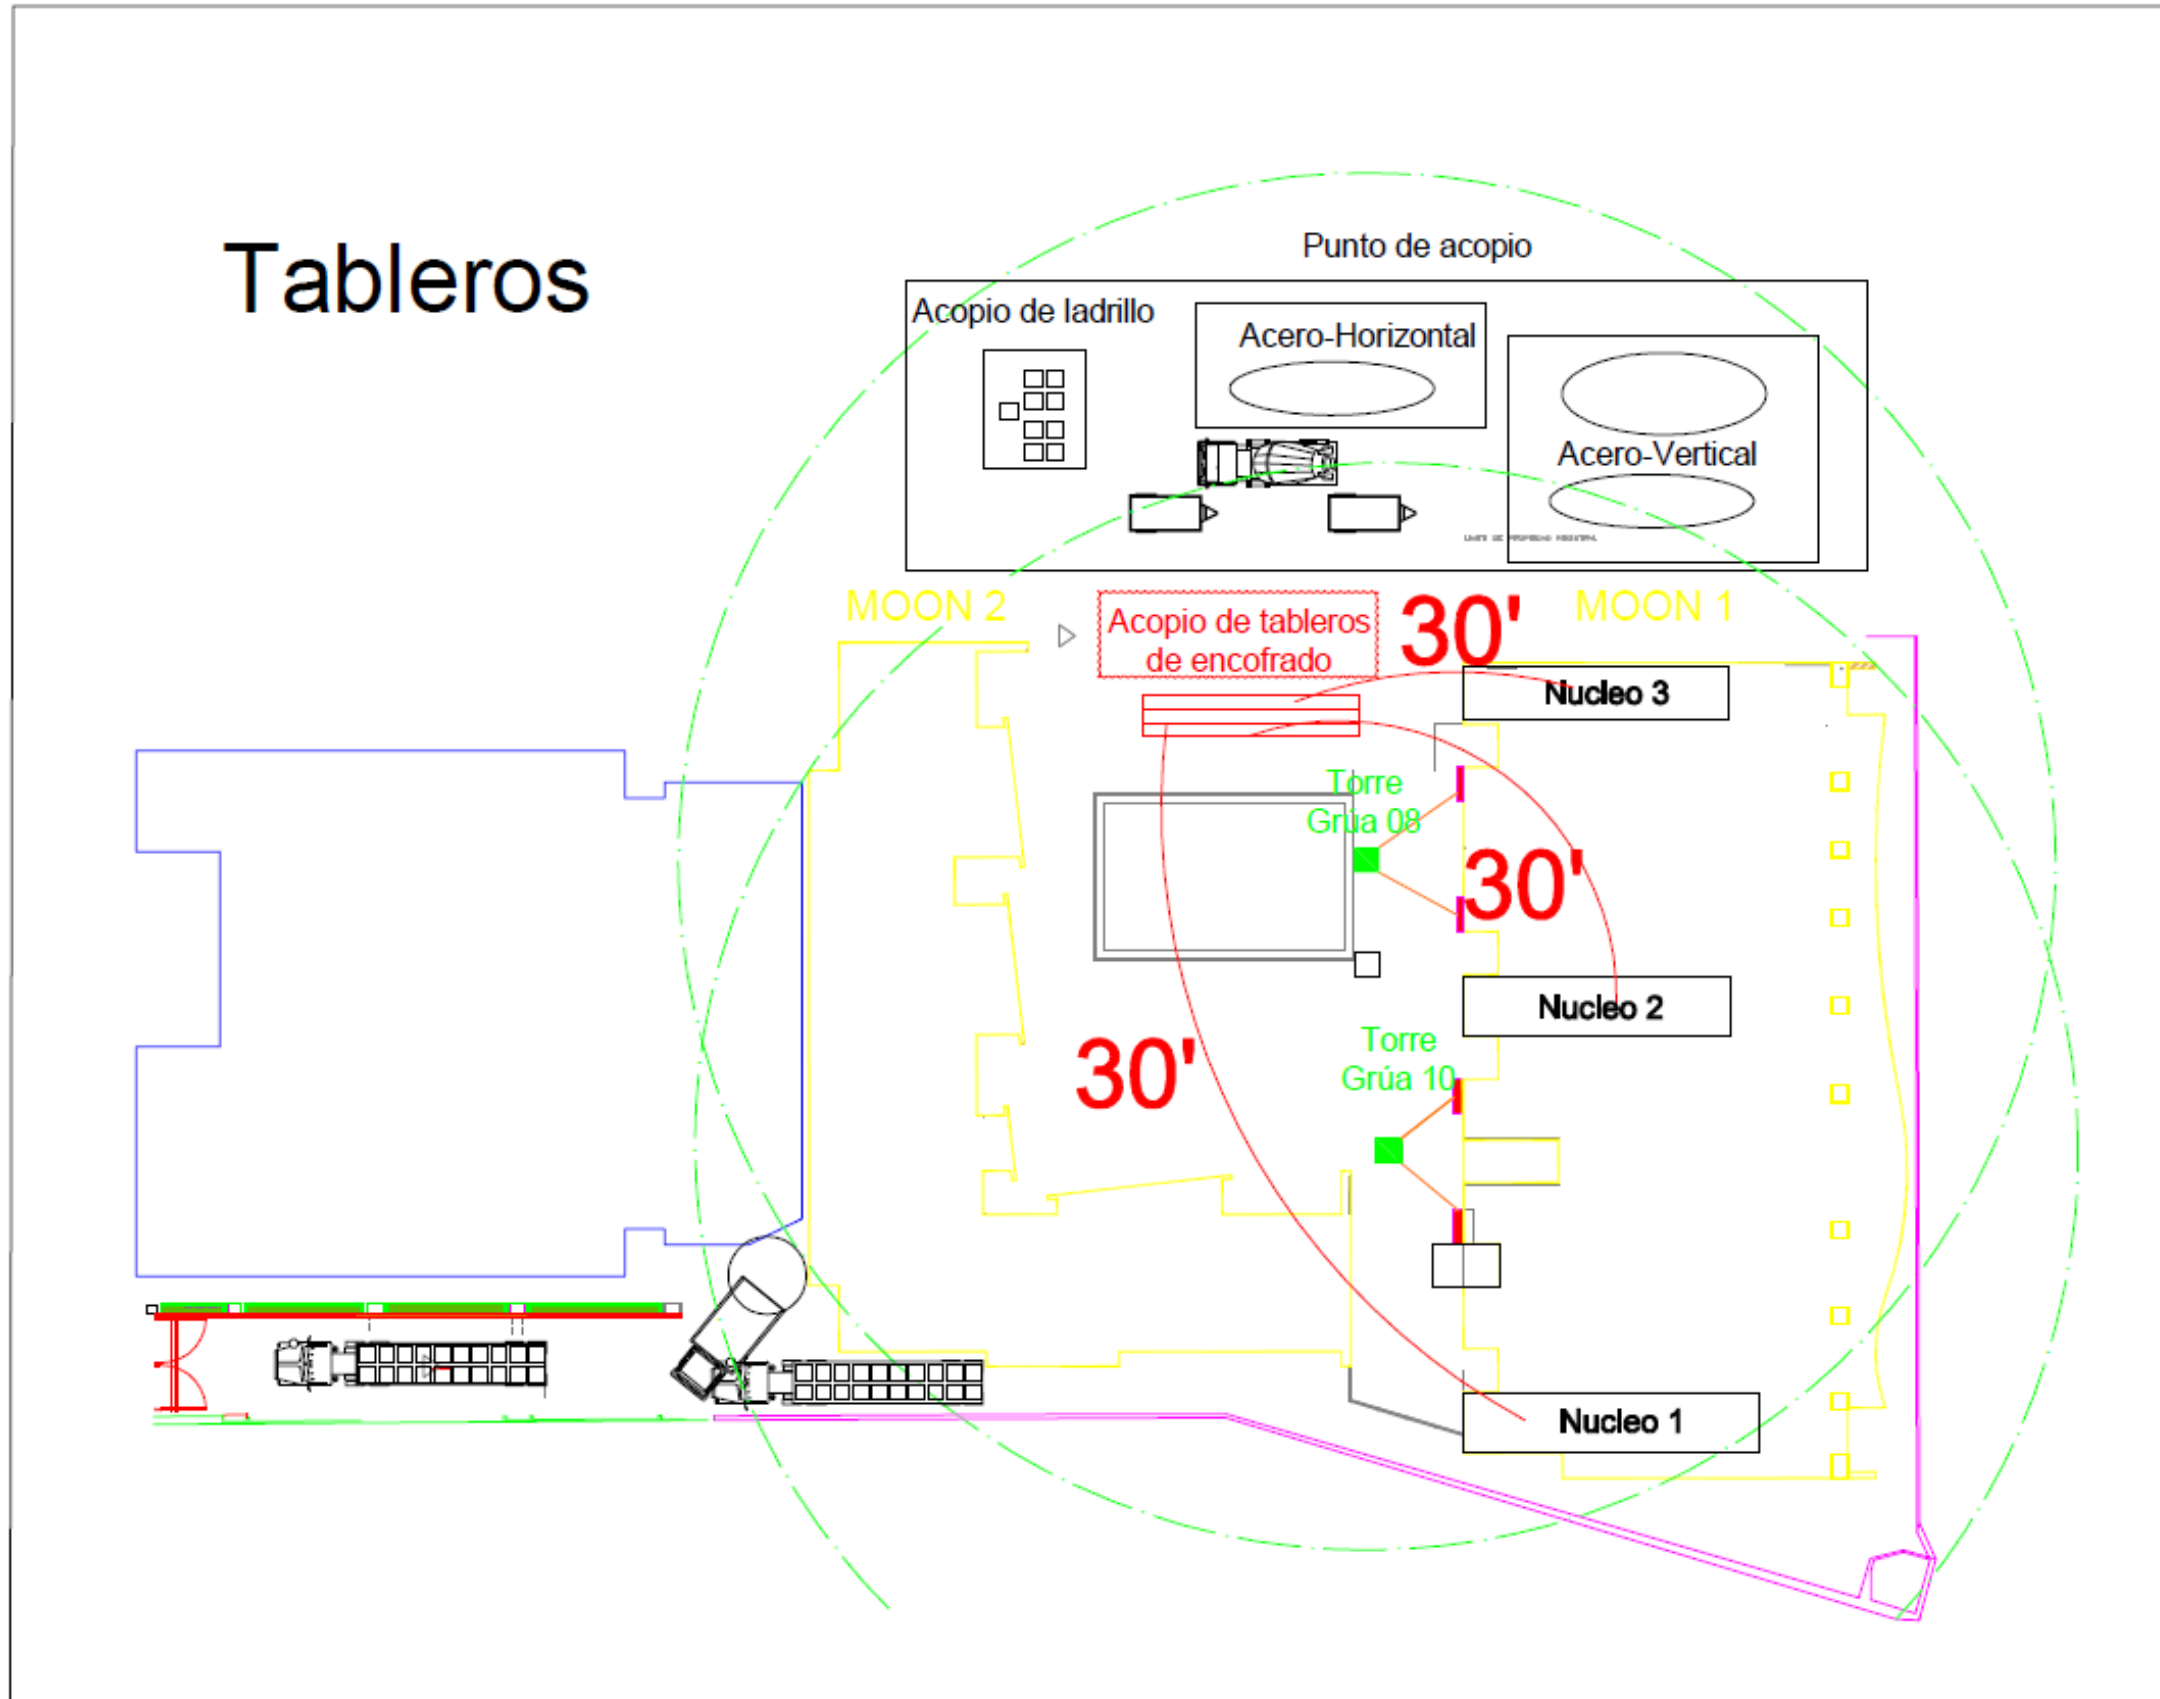 Tableros
Punto de acopio
Acopio de ladrillo
Acero-Horizontal
Acero-Vertical
MOON 2
Acopio de tableros
de encofrado
30'
MOON 1
Nucleo 3
Torre
Grúa 08
30'
Nucleo 2
Torre
Grúa 10
30'
Nucleo 1